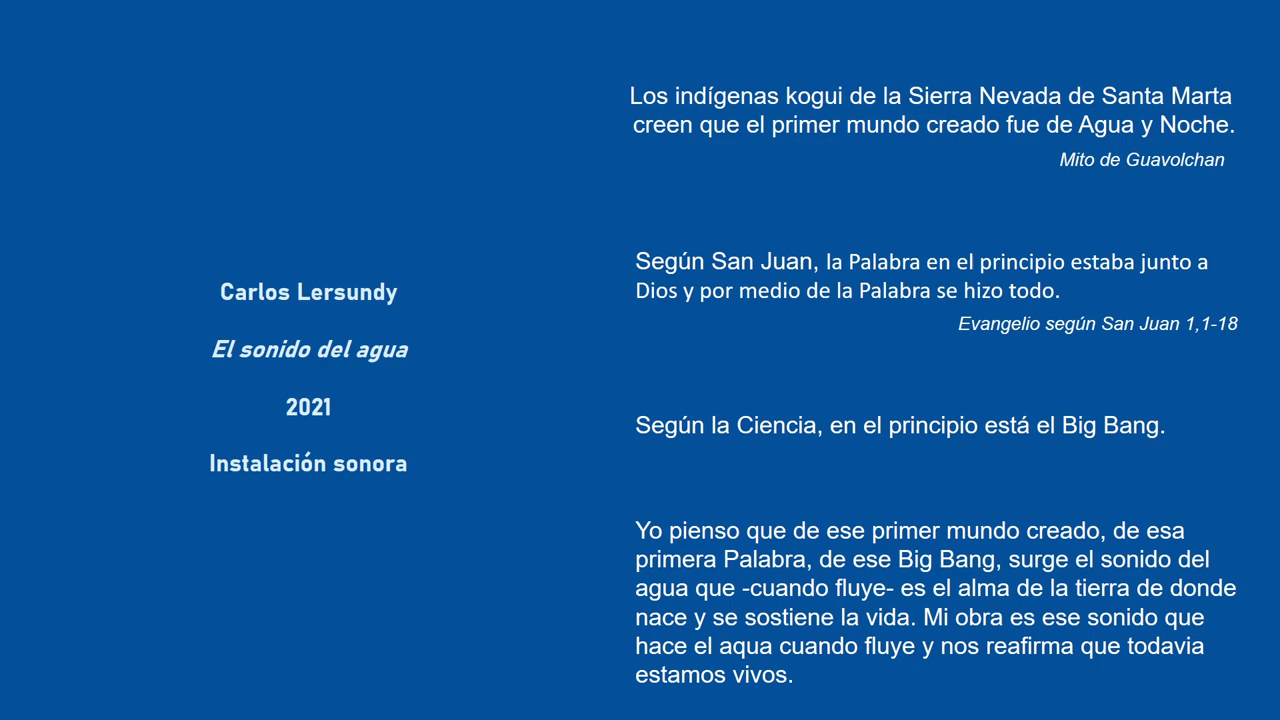 Carlos Lersundy
El sonido del agua
2021
Instalación sonora
Los indígenas kogui de la Sierra Nevada de Santa Marta
creen que el primer mundo creado fue de Agua y Noche.
Mito de Guavolchan
Según San Juan, la Palabra en el principio estaba junto a
Dios y por medio de la Palabra se hizo todo.
Evangelio según San Juan 1,1-18
Según la Ciencia, en el principio está el Big Bang.
Yo pienso que de ese primer mundo creado, de esa
primera Palabra, de ese Big Bang, surge el sonido del
agua que -cuando fluye- es el alma de la tierra de donde
nace y se sostiene la vida. Mi obra es ese sonido que
hace el aqua cuando fluye y nos reafirma que todavia
estamos vivos.